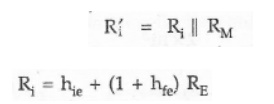 R′i = Ri ∥ RM
Ri = hie + (1 + hfe) RE